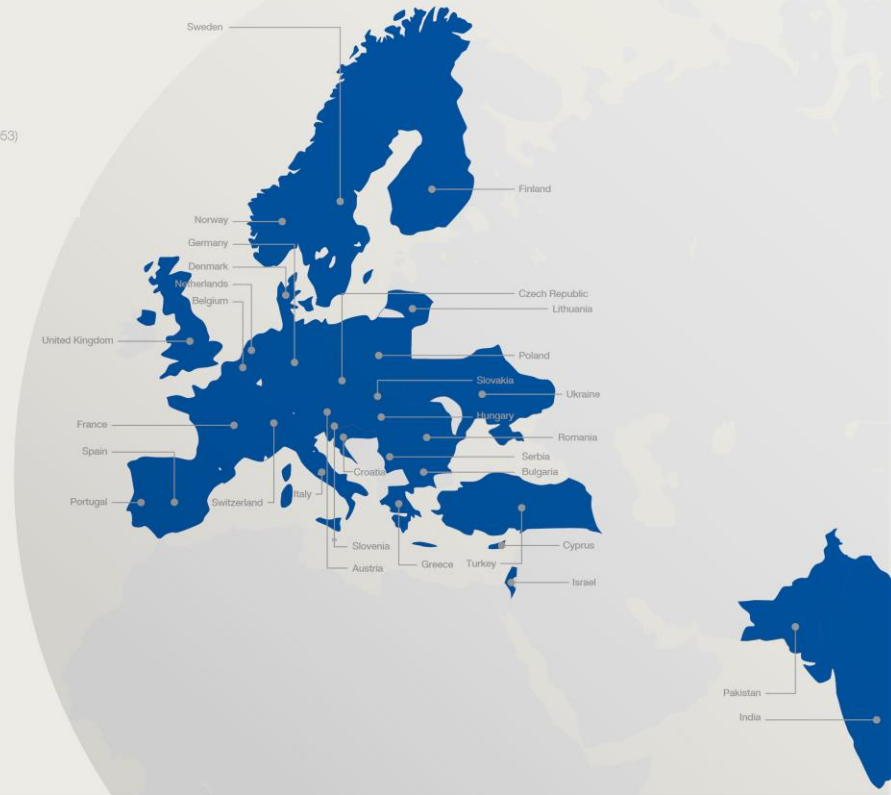 Sweden
53)
Finland
Norway
Germany
Denmark
Netherlands
Belgium
Czech Republic
Lithuania
United Kingdom
Poland
Slovakia
Ukraine
Hungary
France
Romania
Spain
Serbia
Croatia
Bulgaria
Portugal
Switzerland
Italy
Slovenia
Cyprus
Austria
Greece
Turkey
Israel
Pakistan
India